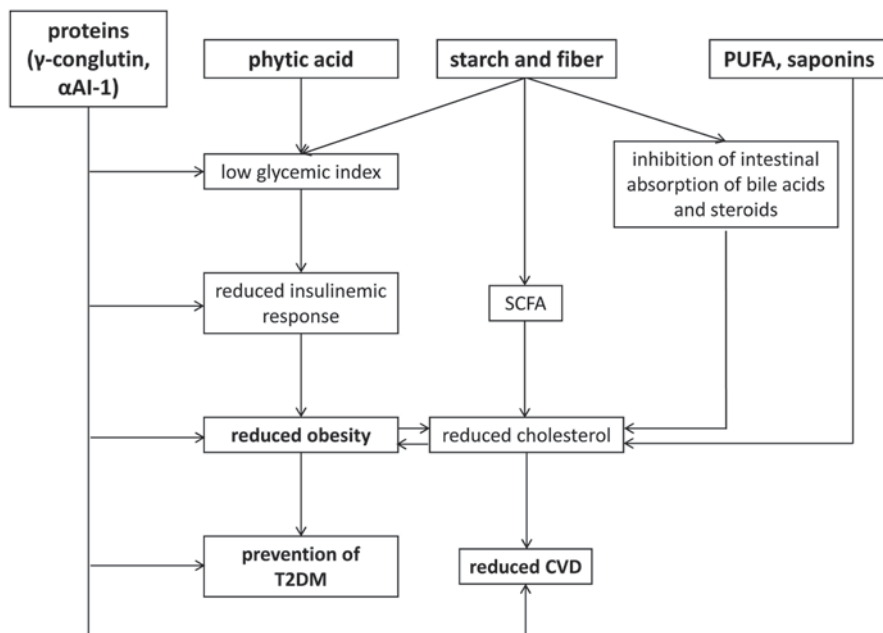 proteins
(γ-conglutin,
αAI-1)
phytic acid
starch and fiber
PUFA, saponins
low glycemic index
inhibition of intestinal
absorption of bile acids
and steroids
reduced insulinemic
response
SCFA
reduced obesity
reduced cholesterol
prevention of
T2DM
reduced CVD